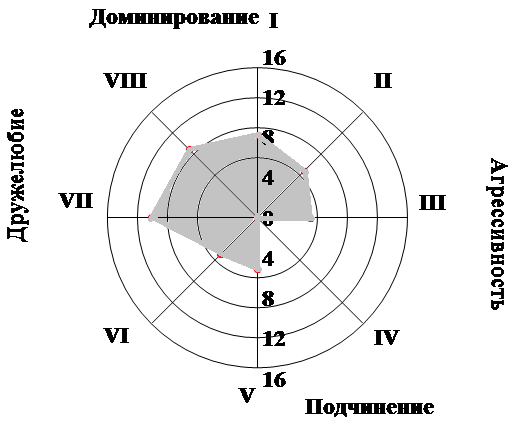 Доминирование I
16
VIII
II
12
8
4
Дружелюбие
VII
0
III
Агрессивность
4
8
VI
IV
12
16
V
Подчинение